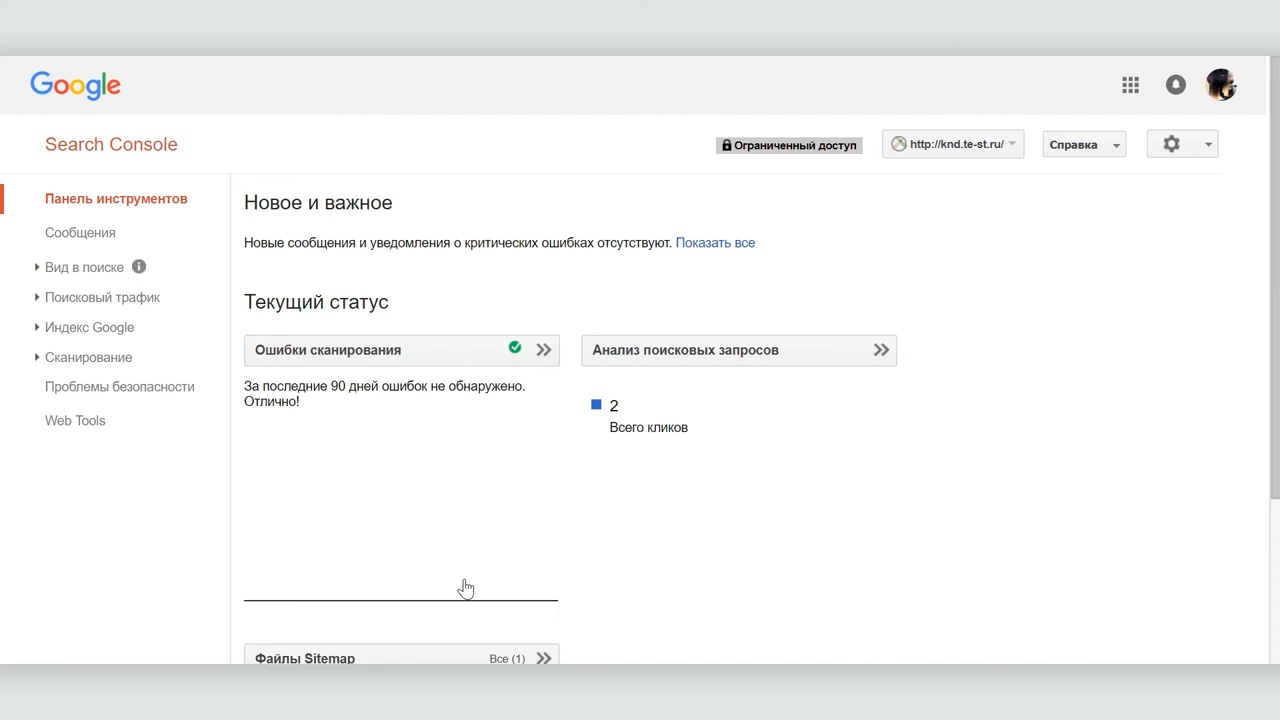 Google
Search Console
Ограниченный доступ
http://knd.te-st.ru/
Справка
Панель инструментов
Сообщения
Вид в поиске
Поисковый трафик
Индекс Google
Сканирование
Проблемы безопасности
Web Tools
Новое и важное
Новые сообщения и уведомления о критических ошибках отсутствуют. Показать все
Текущий статус
Ошибки сканирования
За последние 90 дней ошибок не обнаружено.
Отлично!
Анализ поисковых запросов
2
Всего кликов
Файлы Sitemap
Все (1)